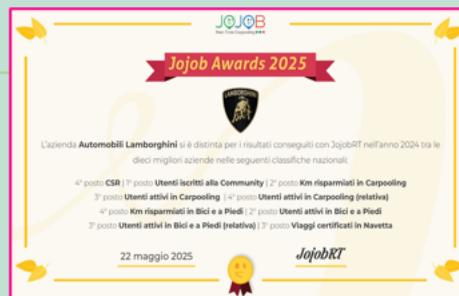 JOJOB
Real Time Carpooling
Jojob Awards 2025
LAMBORGHINI
L'azienda Automobili Lamborghini si è distinta per i risultati conseguiti con JojobRT nell'anno 2024 tra le
dieci migliori aziende nelle seguenti classifiche nazionali:
4° posto CSR | 1° posto Utenti iscritti alla Community | 2° posto Km risparmiati in Carpooling
3° posto Utenti attivi in Carpooling | 4° posto Utenti attivi in Carpooling (relativa)
4° posto Km risparmiati in Bici e a Piedi | 2° posto Utenti attivi in Bici e a Piedi
3° posto Utenti attivi in Bici e a Piedi (relativa) | 3° posto Viaggi certificati in Navetta
22 maggio 2025
JojobRT